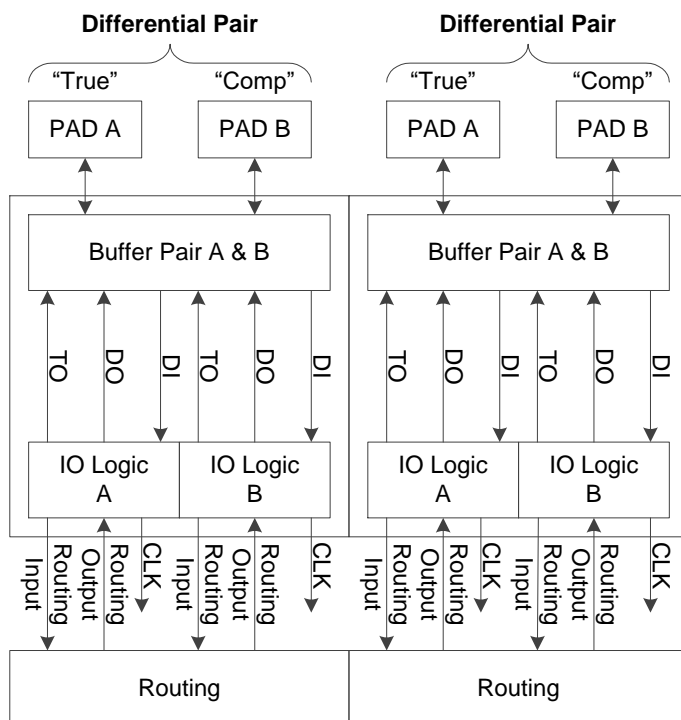 Differential Pair Differential Pair
“True” “Comp” “True” “Comp”
PAD A PAD B PAD A PAD B
Buffer Pair A & B Buffer Pair A & B
TO DO DI TO DO DI TO DO DI TO DO DI
IO Logic A IO Logic B IO Logic A IO Logic B
Routing Input
Routing Output
CLK
Routing Input
Routing Output
CLK
Routing Input
Routing Output
CLK
Routing Input
Routing Output
CLK
Routing Routing